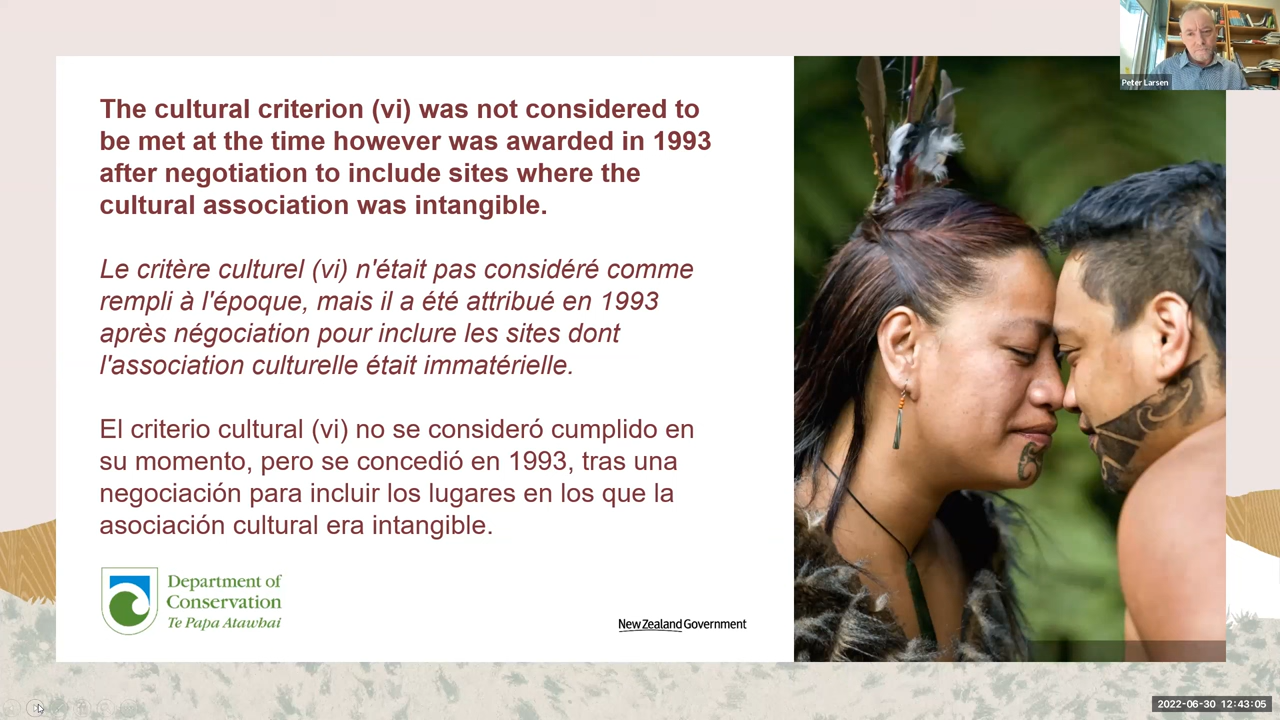 The cultural criterion (vi) was not considered to
be met at the time however was awarded in 1993
after negotiation to include sites where the
cultural association was intangible.
Le critère culturel (vi) n'était pas considéré comme
rempli à l'époque, mais il a été attribué en 1993
après négociation pour inclure les sites dont
l'association culturelle était immatérielle.
El criterio cultural (vi) no se consideró cumplido en
su momento, pero se concedió en 1993, tras una
negociación para incluir los lugares en los que la
asociación cultural era intangible.
Department of
Conservation
Te Papa Atawhai
New Zealand Government
Peter Larsen
2022-06-30 12:43:05